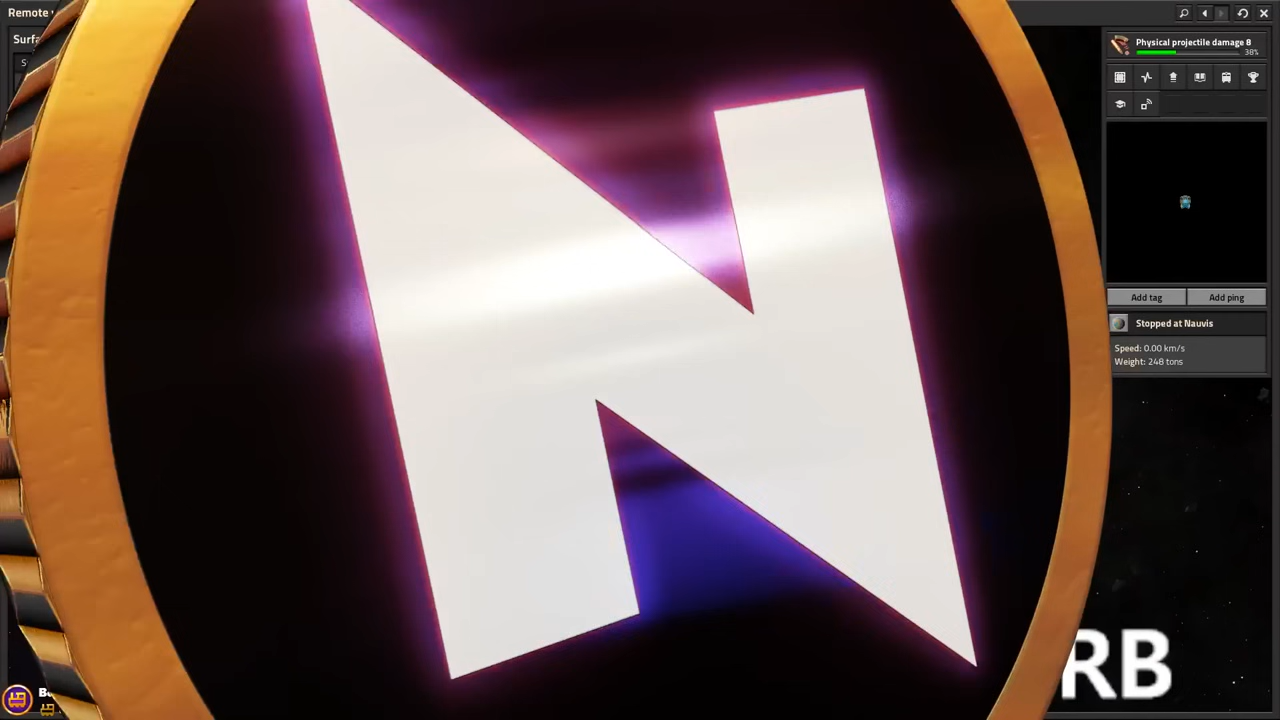 Remote
Surfa
S
N
Physical projectile damage 8
38%
Add tag
Add ping
Stopped at Nauvis
Speed: 0.00 km/s
Weight: 248 tons
RB